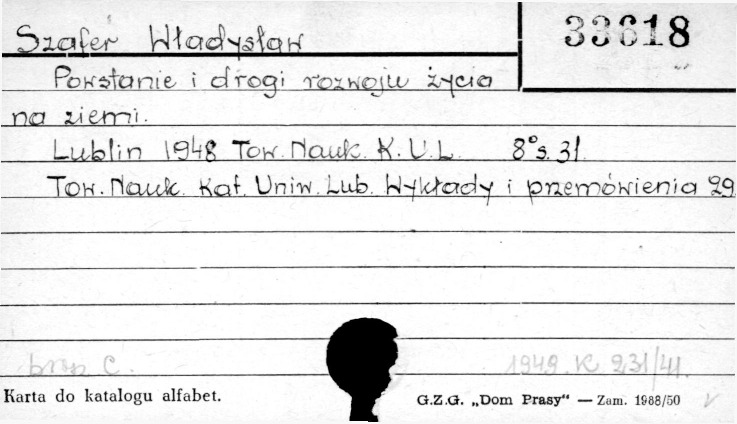 33618
Szafer Władysław
Powstanie i drogi rozwoju życia
na ziemi.
Lublin 1948 Tow. Nauk. K.U.L. 8° s. 31.
Tow. Nauk. Kat. Uniw. Lub. Wykłady i przemówienia 29
C. 1949. K 231/41.
Karta do katalogu alfabet. G.Z.G. „Dom Prasy“ — Zam. 1988/50